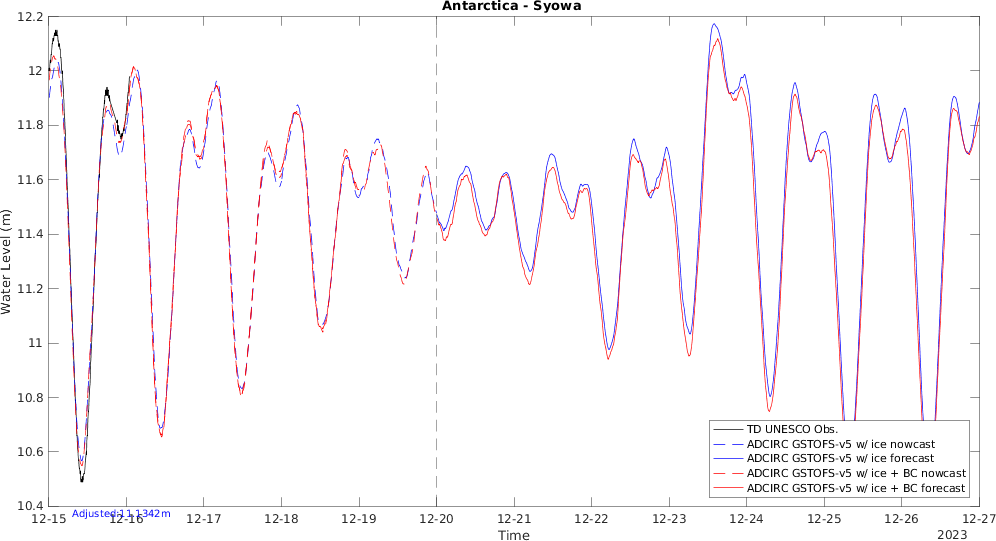 Antarctica - Syowa
Water Level (m)
12.2
12
11.8
11.6
11.4
11.2
11
10.8
10.6
10.4
TD UNESCO Obs.
ADCIRC GSTOFS-v5 w/ ice nowcast
ADCIRC GSTOFS-v5 w/ ice forecast
ADCIRC GSTOFS-v5 w/ ice + BC nowcast
ADCIRC GSTOFS-v5 w/ ice + BC forecast
Adjusted:11.1342m
12-15 12-16 12-17 12-18 12-19 12-20 12-21 12-22 12-23 12-24 12-25 12-26 12-27
Time
2023